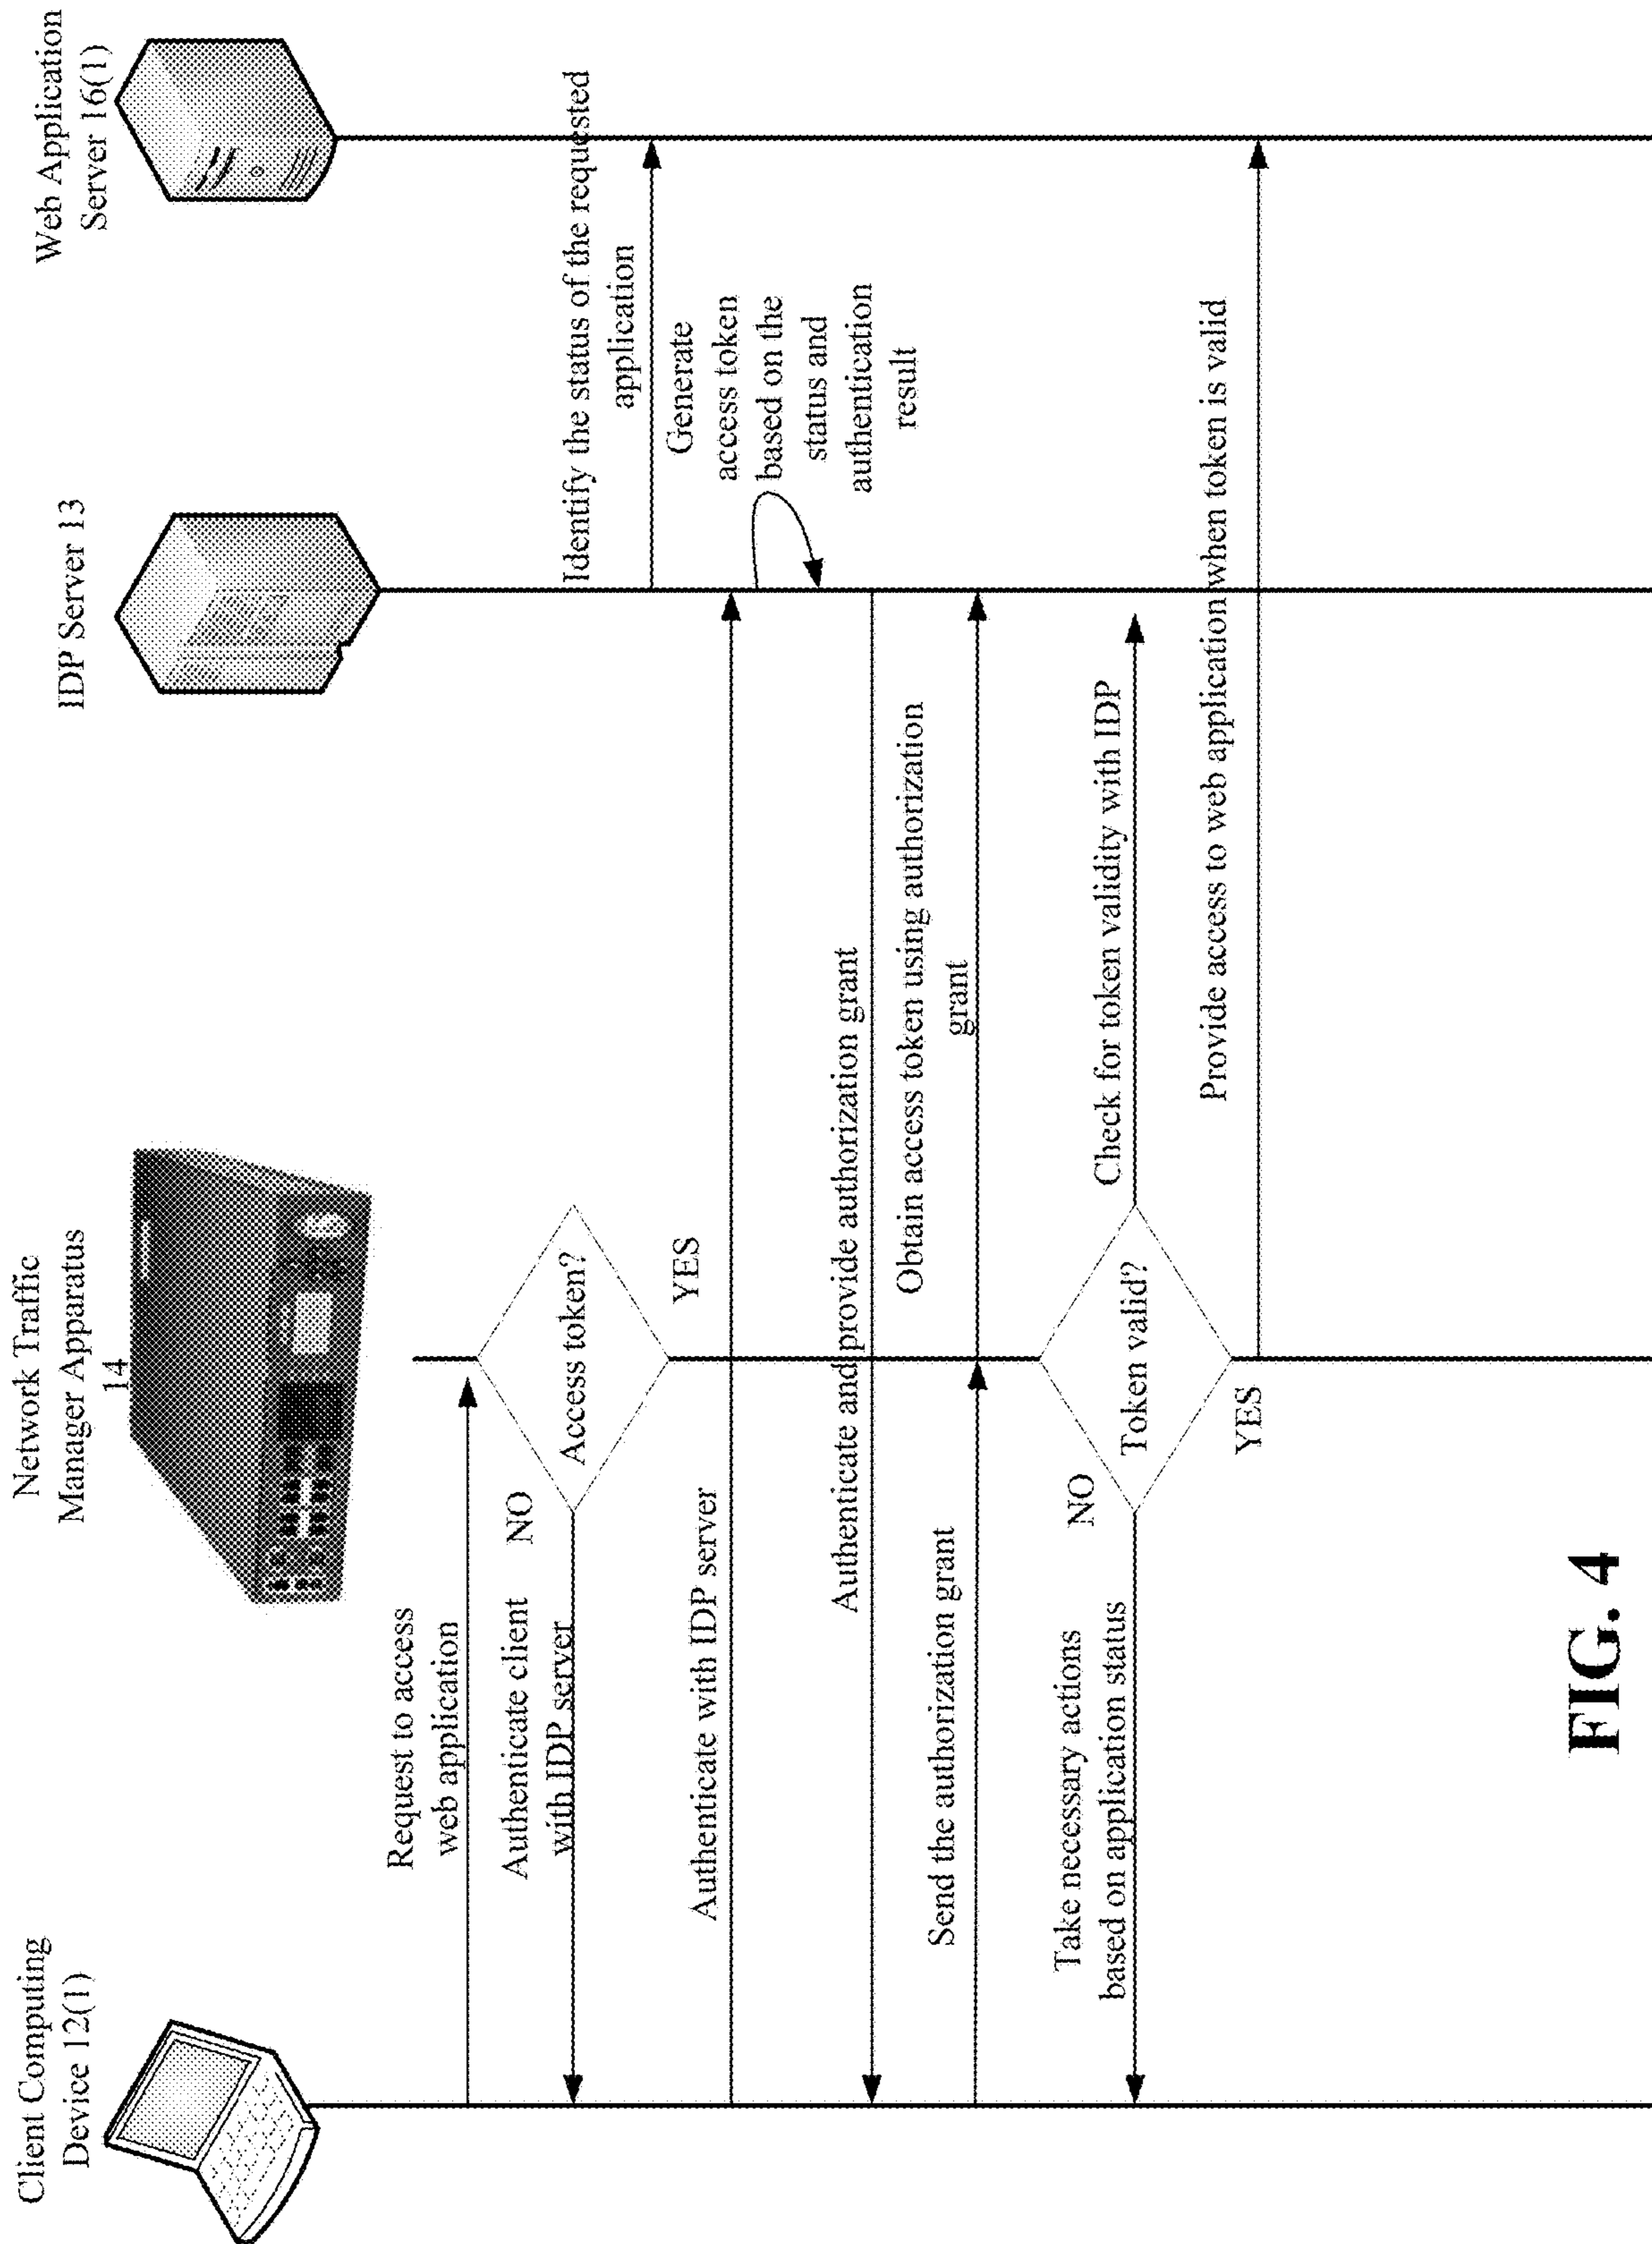 Client Computing
Device 12(1)
Network Traffic
Manager Apparatus
14
IDP Server 13
Web Application
Server 16(1)
Request to access
web application
Access token?
NO
YES
Authenticate client
with IDP server
Identify the status of the requested
application
Authenticate with IDP server
Generate
access token
based on the
status and
authentication
result
Authenticate and provide authorization grant
Send the authorization grant
Obtain access token using authorization
grant
Token valid?
NO
YES
Take necessary actions
based on application status
Check for token validity with IDP
Provide access to web application when token is valid
FIG. 4